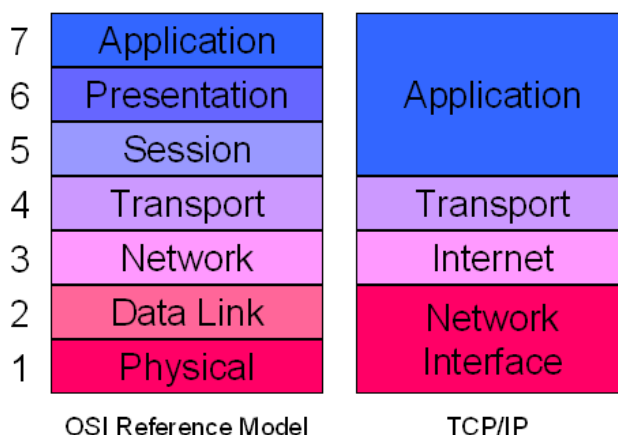 7 Application
6 Presentation
5 Session
4 Transport
3 Network
2 Data Link
1 Physical
OSI Reference Model
Application
Transport
Internet
Network
Interface
TCP/IP